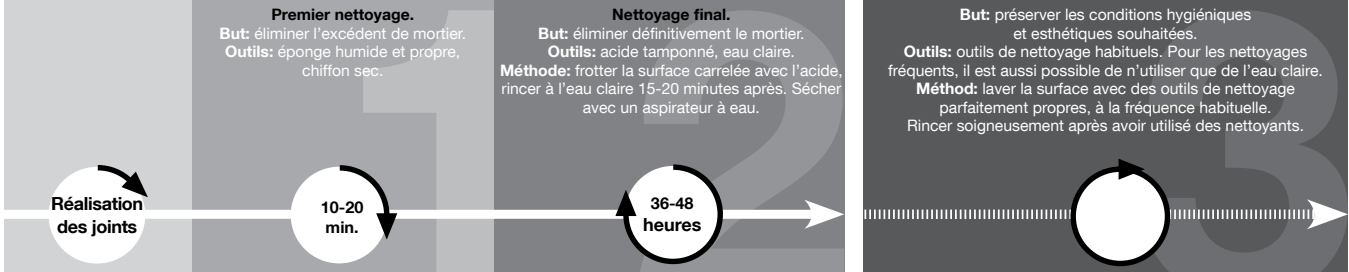 Premier nettoyage.
But: éliminer l'excédent de mortier.
Outils: éponge humide et propre,
chiffon sec.
1
Nettoyage final.
But: éliminer définitivement le mortier.
Outils: acide tamponné, eau claire.
Méthode: frotter la surface carrelée avec l'acide,
rincer à l'eau claire 15-20 minutes après. Sécher
avec un aspirateur à eau.
2
But: préserver les conditions hygiéniques
et esthétiques souhaitées.
Outils: outils de nettoyage habituels. Pour les nettoyages
fréquents, il est aussi possible de n'utiliser que de l'eau claire.
Méthod: laver la surface avec des outils de nettoyage
parfaitement propres, à la fréquence habituelle.
Rincer soigneusement après avoir utilisé des nettoyants.
3
Réalisation
des joints
10-20
min.
36-48
heures